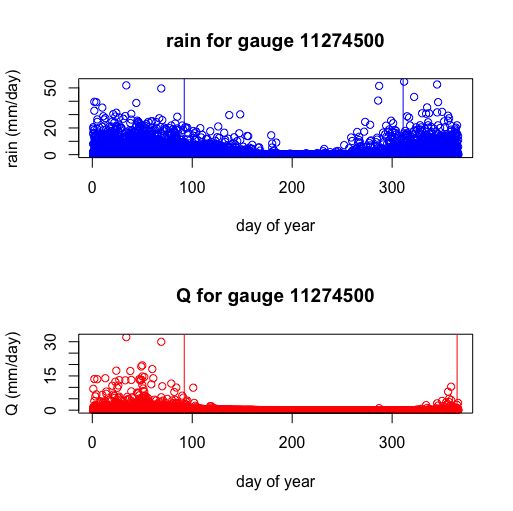 rain for gauge 11274500
rain (mm/day)
50
20
0
0 100 200 300
day of year
Q for gauge 11274500
Q (mm/day)
30
15
0
0 100 200 300
day of year